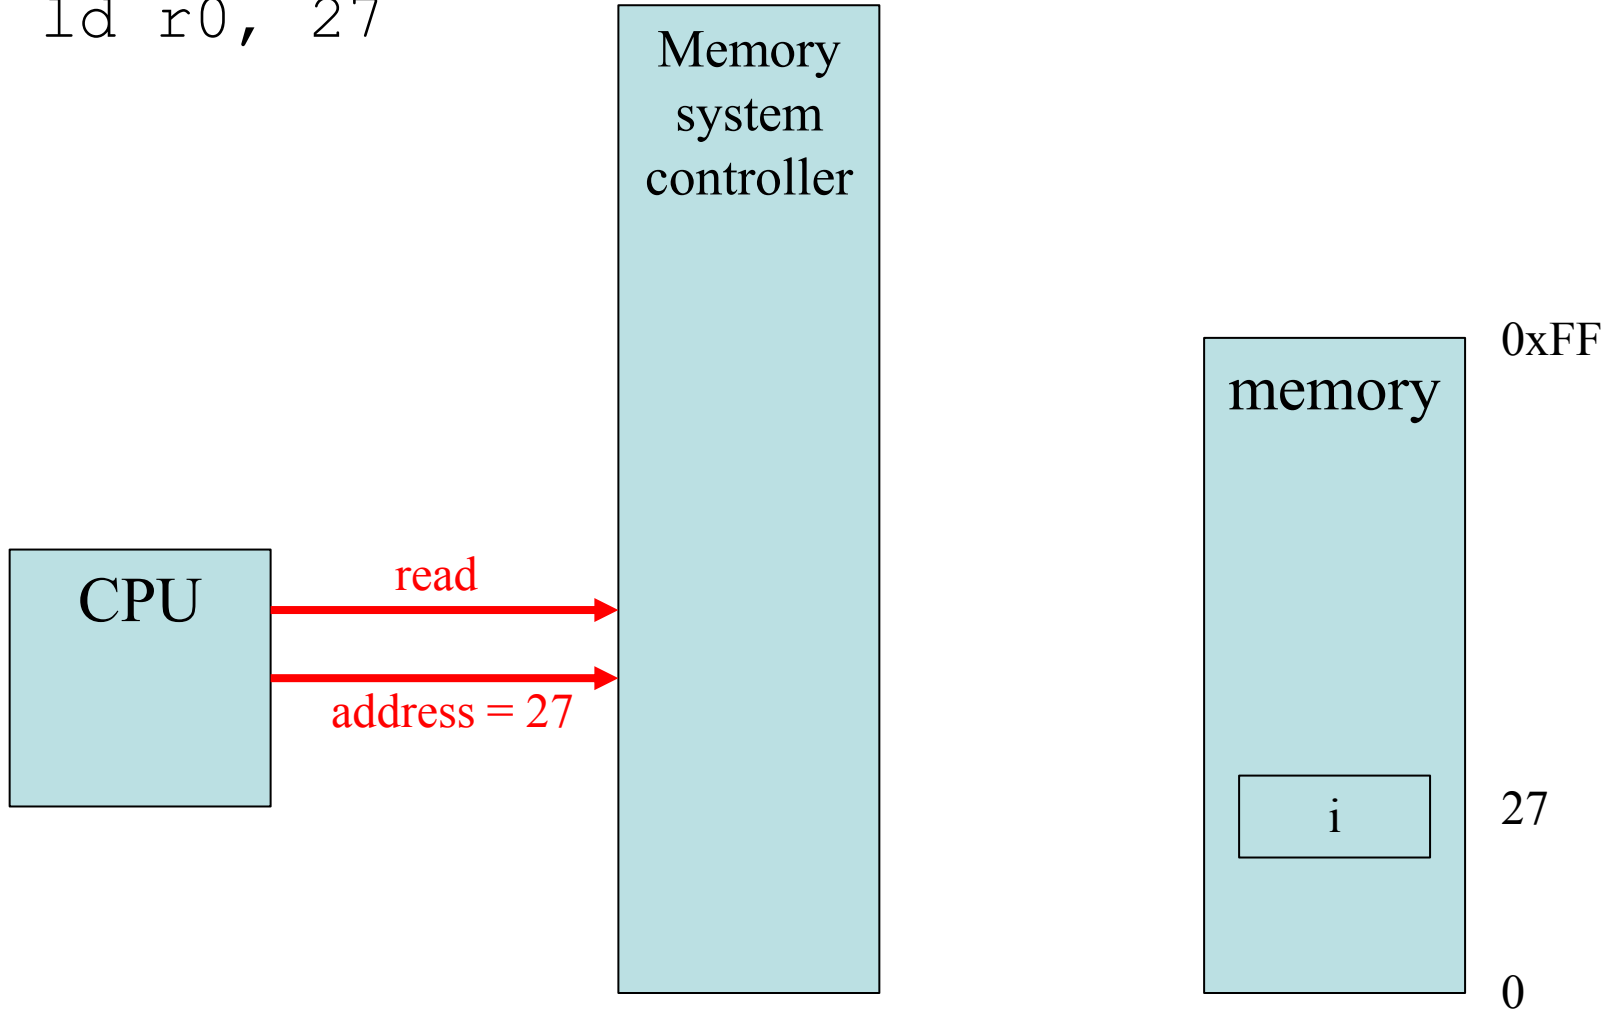 ld r0, 27
Memory
system
controller
0xFF
memory
read
CPU
address = 27
27
i
0